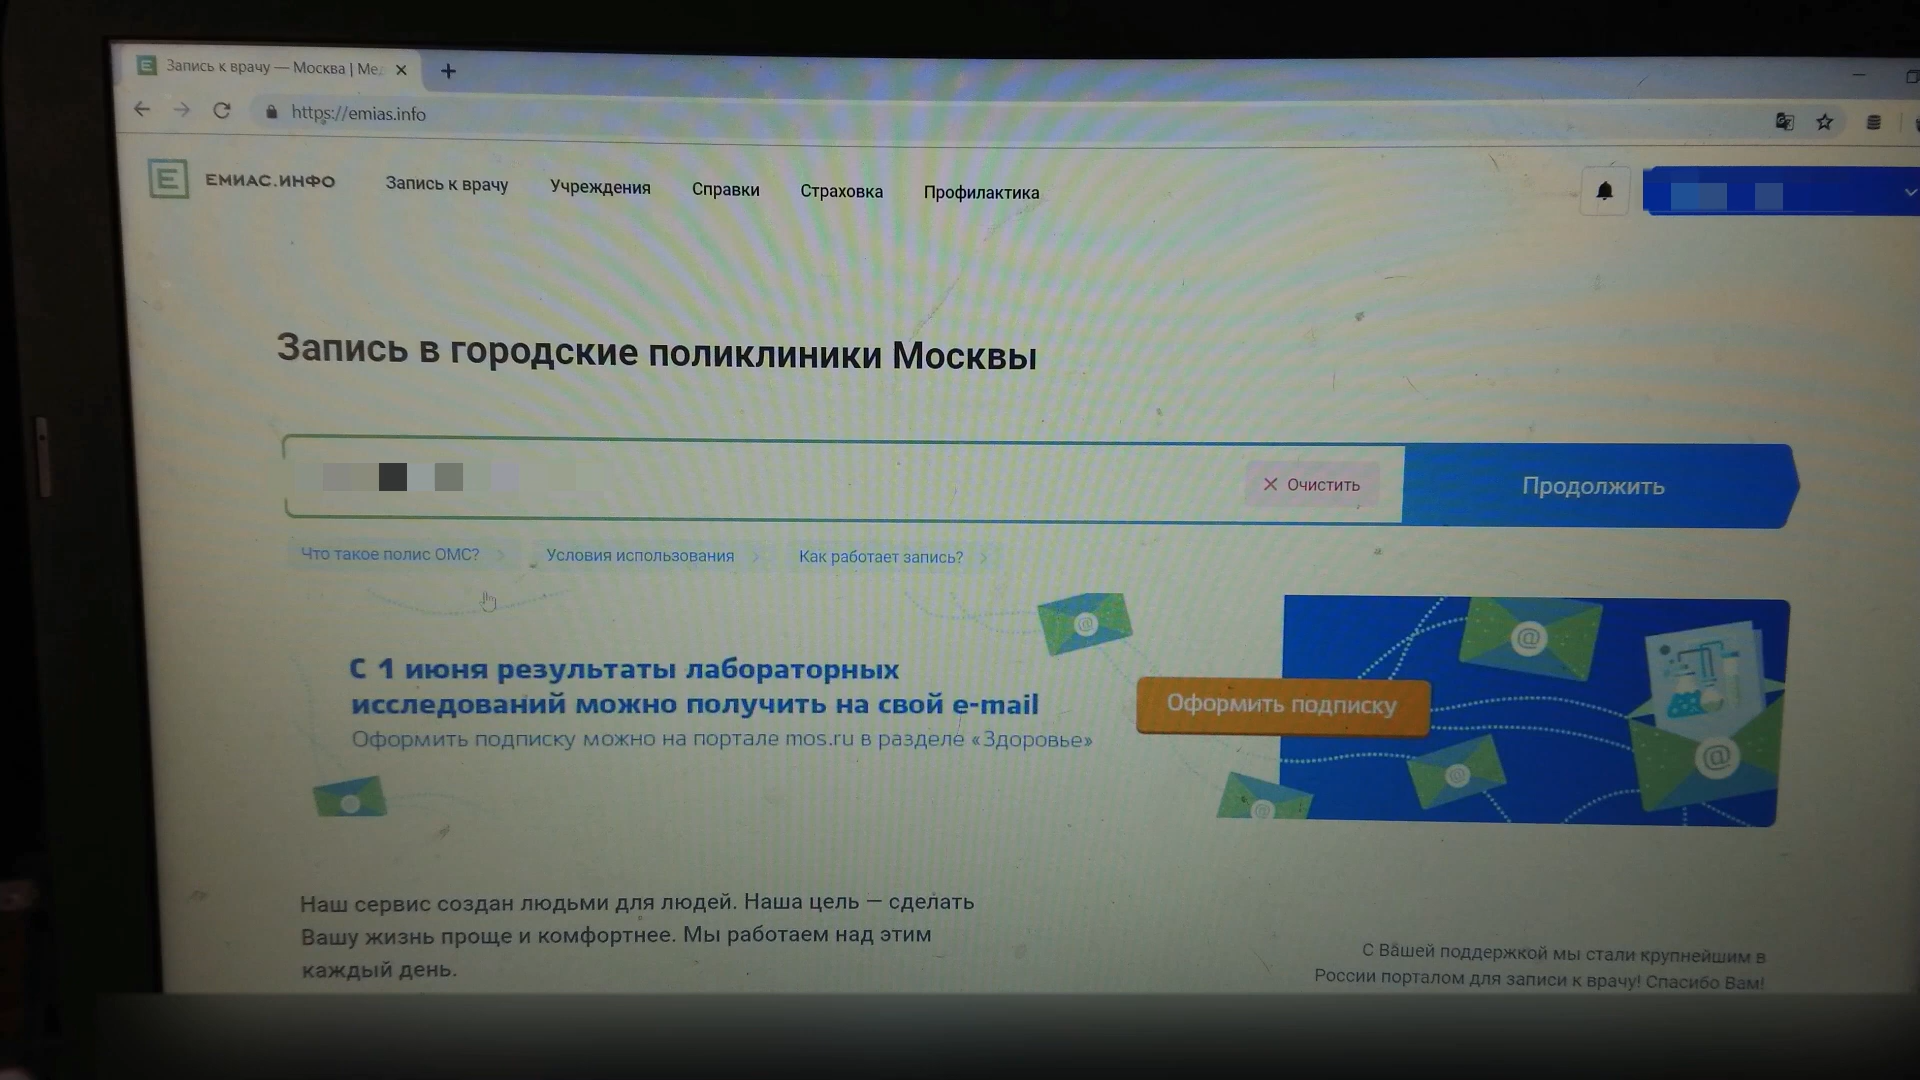 Запись к врачу — Москва | Ме
https://emias.info
ЕМИАС.ИНФО
Запись к врачу
Учреждения
Справки
Страховка
Профилактика
Запись в городские поликлиники Москвы
Очистить
Продолжить
Что такое полис ОМС?
Условия использования
Как работает запись?
С 1 июня результаты лабораторных
исследований можно получить на свой e-mail
Оформить подписку можно на портале mos.ru в разделе «Здоровье»
Оформить подписку
Наш сервис создан людьми для людей. Наша цель — сделать
Вашу жизнь проще и комфортнее. Мы работаем над этим
каждый день.
С Вашей поддержкой мы стали крупнейшим в
России порталом для записи к врачу! Спасибо Вам!